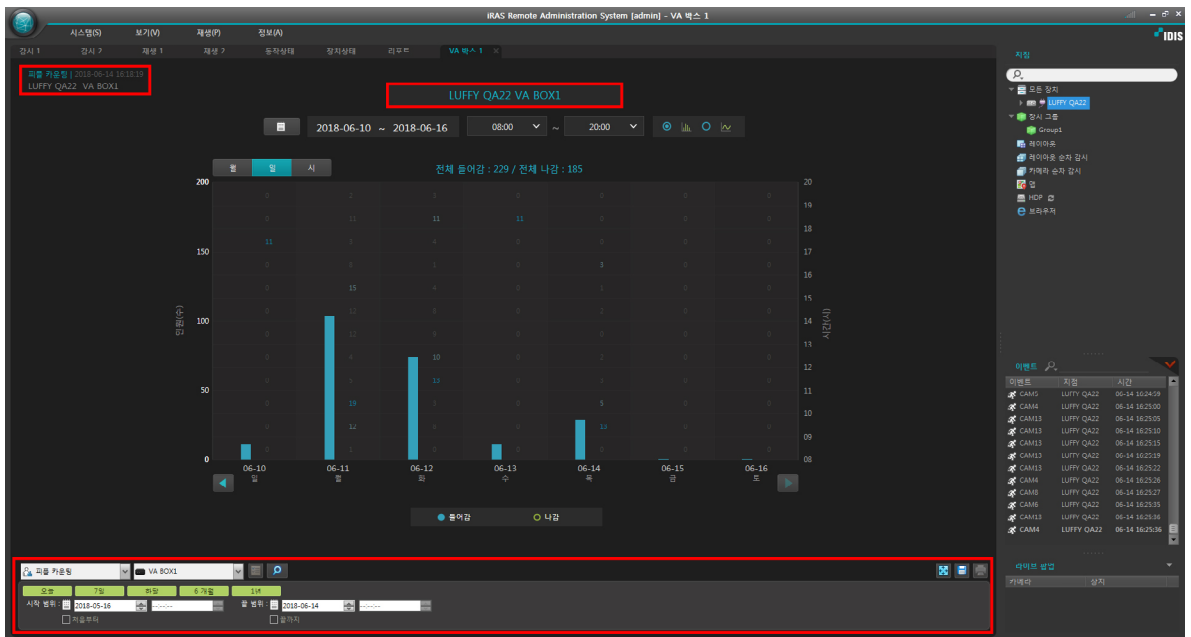 iRAS Remote Administration System [admin] - VA 박스 1
시스템(S) 보기(V) 재생(P) 정보(A)
IDIS
감시 1 감시 2 재생 1 재생 2 동작상태 장치상태 리포트 VA 박스 1
피플 카운팅 | 2018-06-14 16:18:19
LUFFY QA22 VA BOX1
LUFFY QA22 VA BOX1
2018-06-10 ~ 2018-06-16 08:00 ~ 20:00
월 일 시
전체 들어감 : 229 / 전체 나감 : 185
200 20
19
11 11 18
11 17
150
3 16
15 15
인원(수) 100 14 시간(시)
13
10 12
13 11
50
19 5 10
12 13 09
0 08
06-10 06-11 06-12 06-13 06-14 06-15 06-16
일 월 화 수 목 금 토
들어감 나감
피플 카운팅 VA BOX1
오늘 7일 한달 6 개월 1년
시작 범위 : 2018-05-16 --:--:-- 끝 범위 : 2018-06-14 --:--:--
처음부터 끝까지
지점
모든 장치
LUFFY QA22
장치 그룹
Group1
레이아웃
레이아웃 순차 감시
카메라 순차 감시
맵
HDP
브라우저
이벤트
이벤트 지점 시간
CAM5 LUFFY QA22 06-14 16:24:59
CAM4 LUFFY QA22 06-14 16:25:00
CAM13 LUFFY QA22 06-14 16:25:05
CAM13 LUFFY QA22 06-14 16:25:10
CAM13 LUFFY QA22 06-14 16:25:15
CAM13 LUFFY QA22 06-14 16:25:19
CAM13 LUFFY QA22 06-14 16:25:22
CAM4 LUFFY QA22 06-14 16:25:26
CAM8 LUFFY QA22 06-14 16:25:27
CAM6 LUFFY QA22 06-14 16:25:35
CAM13 LUFFY QA22 06-14 16:25:36
CAM4 LUFFY QA22 06-14 16:25:36
라이브 팝업
카메라 장치